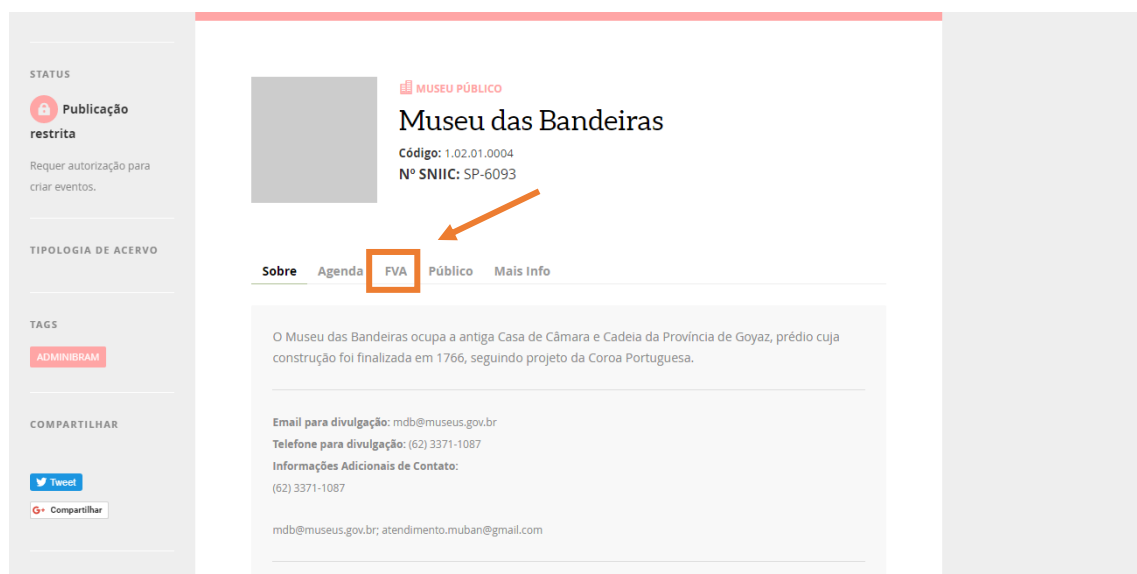 STATUS
Publicação
restrita
Requer autorização para
criar eventos.
TIPOLOGIA DE ACERVO
TAGS
ADMINIBRAM
COMPARTILHAR
Tweet
G+ Compartilhar
MUSEU PÚBLICO
Museu das Bandeiras
Código: 1.02.01.0004
Nº SNIIC: SP-6093
Sobre Agenda FVA Público Mais Info
O Museu das Bandeiras ocupa a antiga Casa de Câmara e Cadeia da Província de Goyaz, prédio cuja
construção foi finalizada em 1766, seguindo projeto da Coroa Portuguesa.
Email para divulgação: mdb@museus.gov.br
Telefone para divulgação: (62) 3371-1087
Informações Adicionais de Contato:
(62) 3371-1087
mdb@museus.gov.br; atendimento.muban@gmail.com